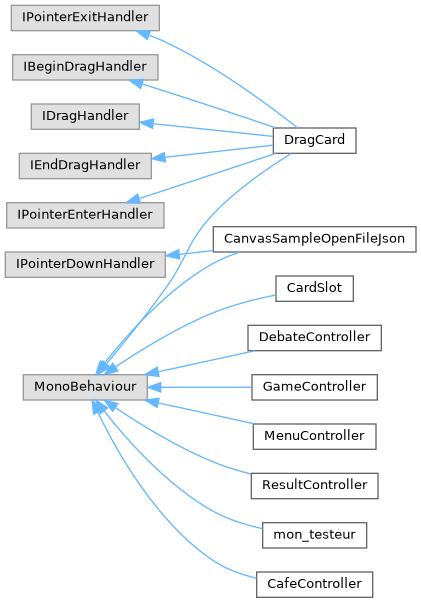 IPointerExitHandler
IBeginDragHandler
IDragHandler
DragCard
IEndDragHandler
IPointerEnterHandler
CanvasSampleOpenFileJson
IPointerDownHandler
CardSlot
DebateController
MonoBehaviour
GameController
MenuController
ResultController
mon_testeur
CafeController